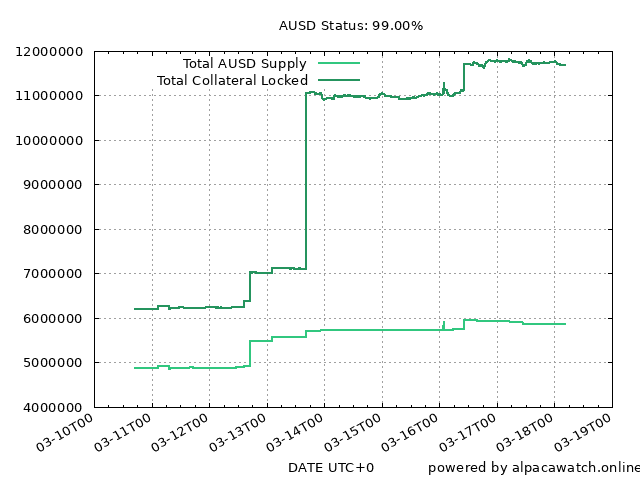 AUSD Status: 99.00%
Total AUSD Supply
Total Collateral Locked
12000000
11000000
10000000
9000000
8000000
7000000
6000000
5000000
4000000
03-10T00
03-11T00
03-12T00
03-13T00
03-14T00
03-15T00
03-16T00
03-17T00
03-18T00
03-19T00
DATE UTC+0
powered by alpacawatch.online